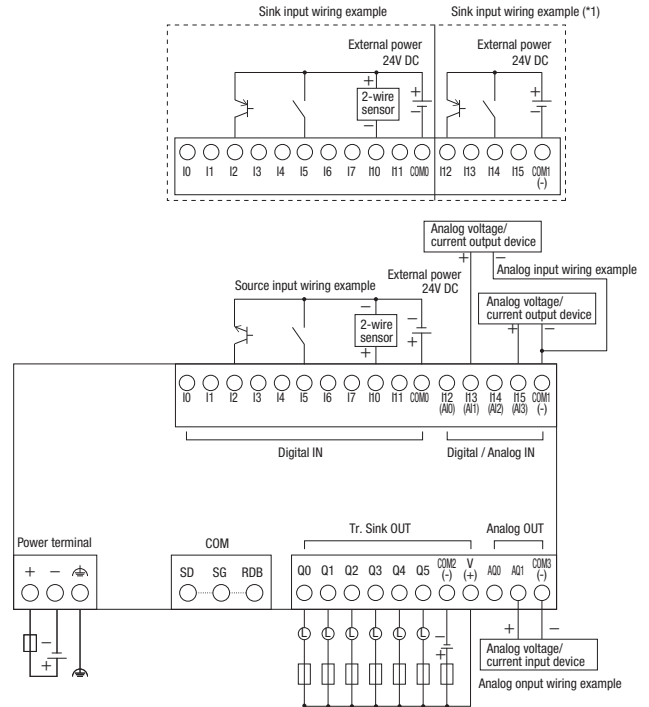 Sink input wiring example Sink input wiring example (*1)
External power
24V DC
External power
24V DC
+
2-wire
sensor
−
+
−
+
−
I0 I1 I2 I3 I4 I5 I6 I7 I10 I11 COM0 I12 I13 I14 I15 COM1
(-)
Analog voltage/
current output device
+ −
Analog input wiring example
Source input wiring example
External power
24V DC
Analog voltage/
current output device
+ −
−
2-wire
sensor
+
−
+
I0 I1 I2 I3 I4 I5 I6 I7 I10 I11 COM0 I12 I13 I14 I15 COM1
(AI0) (AI1) (AI2) (AI3) (-)
Digital IN Digital / Analog IN
Power terminal
+ −
−
+
COM
SD SG RDB
Tr. Sink OUT Analog OUT
Q0 Q1 Q2 Q3 Q4 Q5 COM2 V AQ0 AQ1 COM3
(-) (+) (-)
L L L L L L
−
+
+ −
Analog voltage/
current input device
Analog onput wiring example